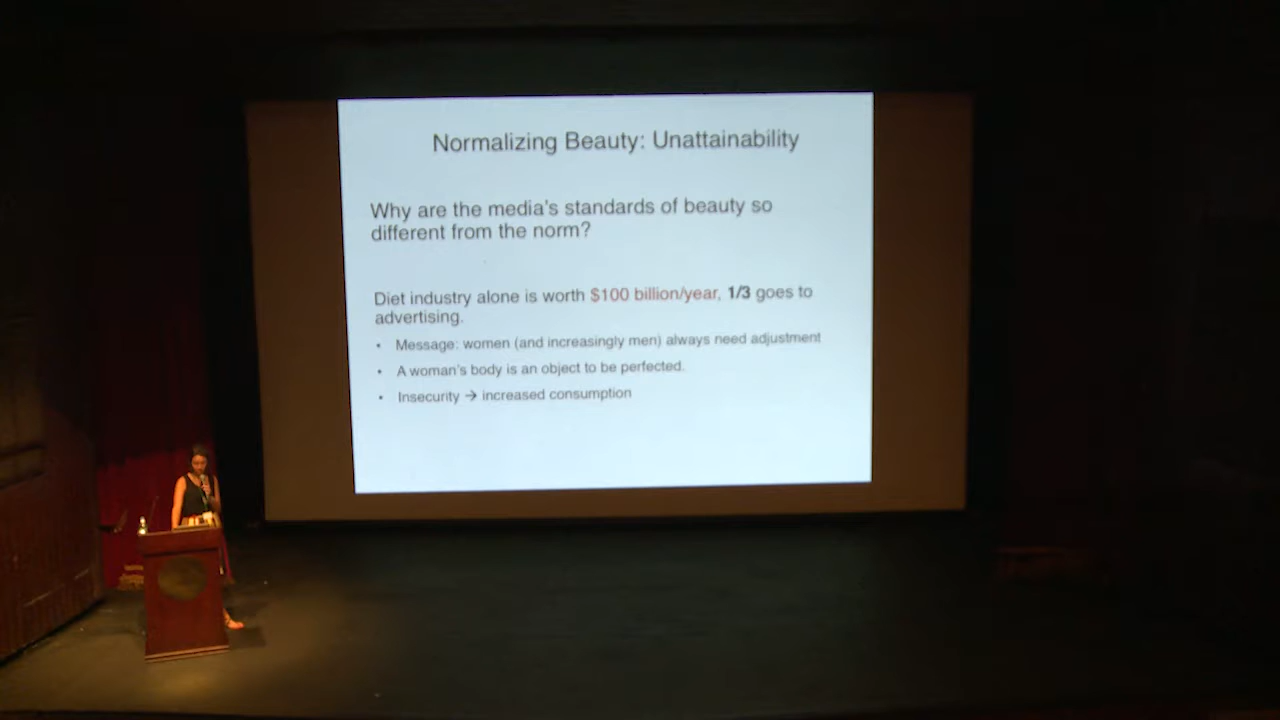 Normalizing Beauty: Unattainability
Why are the media's standards of beauty so
different from the norm?
Diet industry alone is worth $100 billion/year, 1/3 goes to
advertising.
• Message: women (and increasingly men) always need adjustment
• A woman's body is an object to be perfected.
• Insecurity → increased consumption